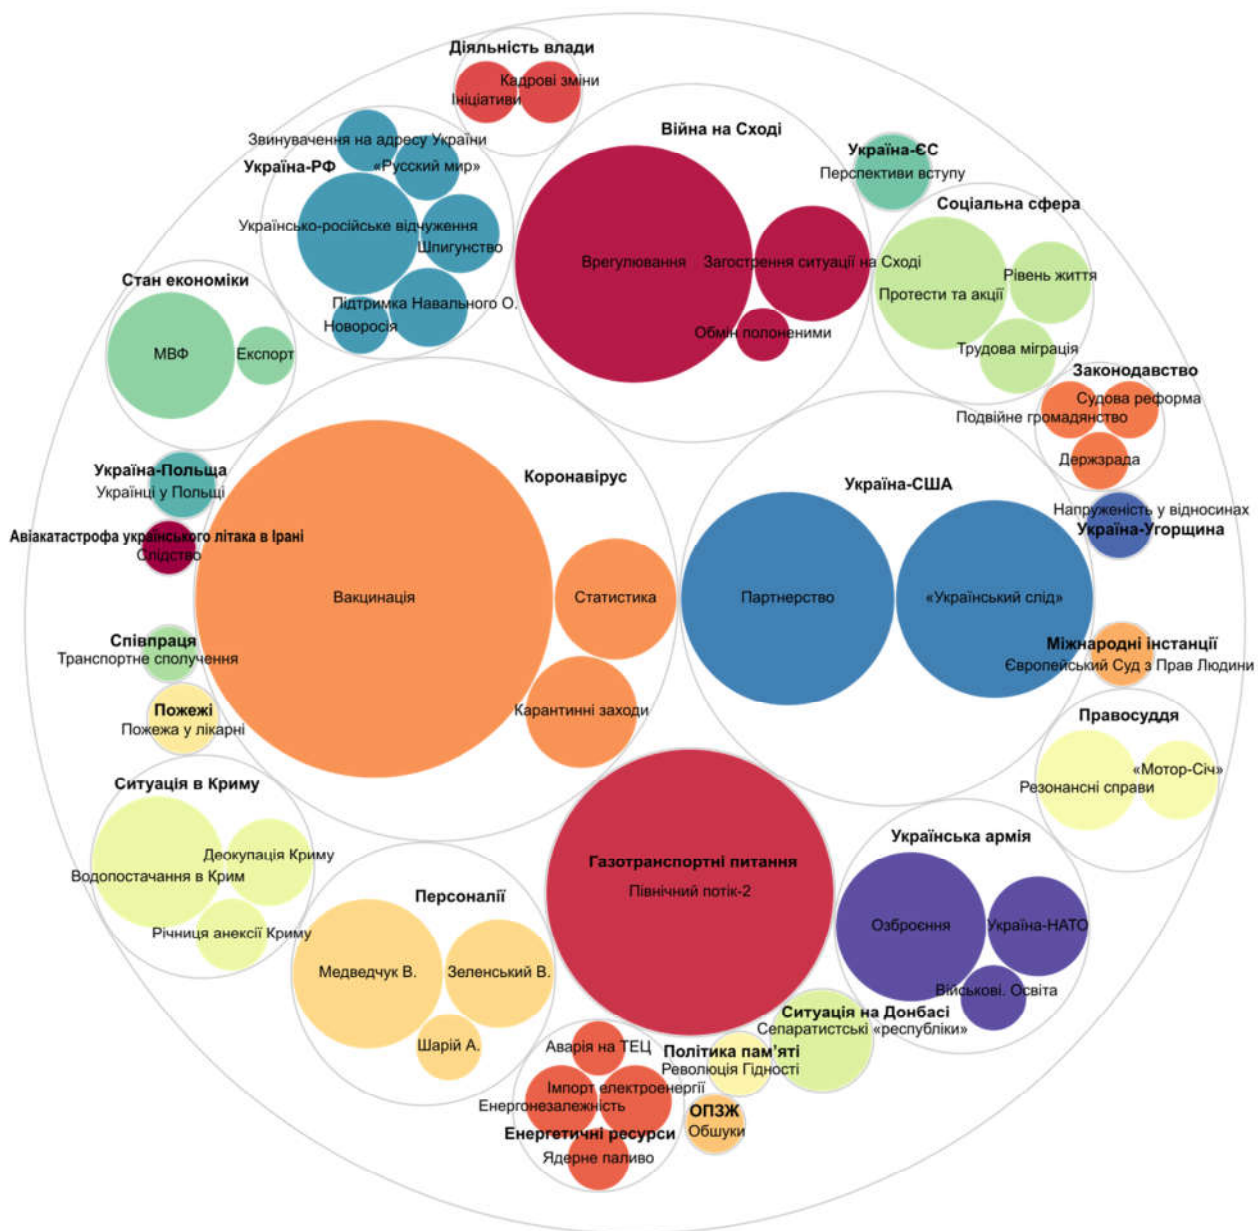 Діяльність влади
Кадрові зміни
Ініціативи
Війна на Сході
Врегулювання
Загострення ситуації на Сході
Обмін полоненими
Звинувачення на адресу України
Україна-РФ
«Русский мир»
Українсько-російське відчуження
Шпигунство
Підтримка Навального О.
Новоросія
Україна-ЄС
Перспективи вступу
Соціальна сфера
Рівень життя
Протести та акції
Трудова міграція
Стан економіки
МВФ
Експорт
Законодавство
Судова реформа
Подвійне громадянство
Держзрада
Україна-Польща
Українці у Польщі
Авіакатастрофа українського літака в Ірані
Слідство
Коронавірус
Вакцинація
Статистика
Карантинні заходи
Україна-США
Партнерство
«Український слід»
Напруженість у відносинах
Україна-Угорщина
Співпраця
Транспортне сполучення
Міжнародні інстанції
Європейський Суд з Прав Людини
Пожежі
Пожежа у лікарні
Правосуддя
«Мотор-Січ»
Резонансні справи
Ситуація в Криму
Деокупація Криму
Водопостачання в Крим
Річниця анексії Криму
Газотранспортні питання
Північний потік-2
Українська армія
Озброєння
Україна-НАТО
Військові. Освіта
Персоналії
Медведчук В.
Зеленський В.
Шарій А.
Ситуація на Донбасі
Сепаратистські «республіки»
Політика пам’яті
Революція Гідності
Аварія на ТЕЦ
Імпорт електроенергії
Енергонезалежність
Енергетичні ресурси
Ядерне паливо
ОПЗЖ
Обшуки